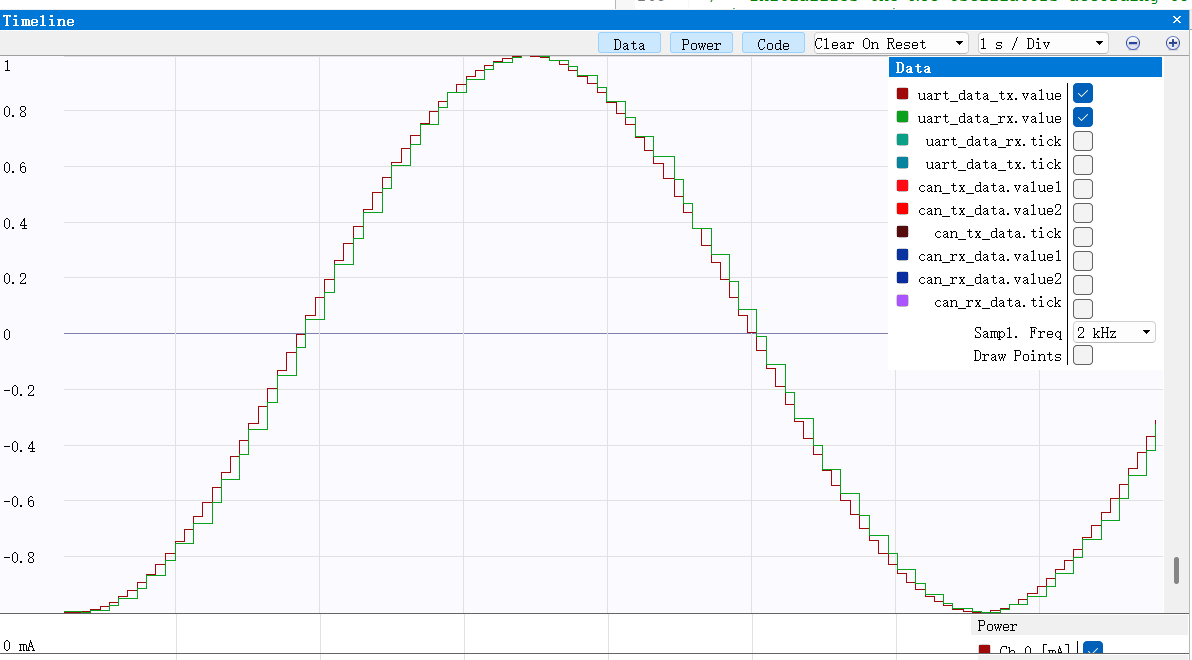 Timeline
Data Power Code Clear On Reset 1 s / Div
Data
uart_data_tx.value
uart_data_rx.value
uart_data_rx.tick
uart_data_tx.tick
can_tx_data.value1
can_tx_data.value2
can_tx_data.tick
can_rx_data.value1
can_rx_data.value2
can_rx_data.tick
Sampl. Freq 2 kHz
Draw Points
1
0.8
0.6
0.4
0.2
0
-0.2
-0.4
-0.6
-0.8
Power
0 mA
Ch 0 [mA]